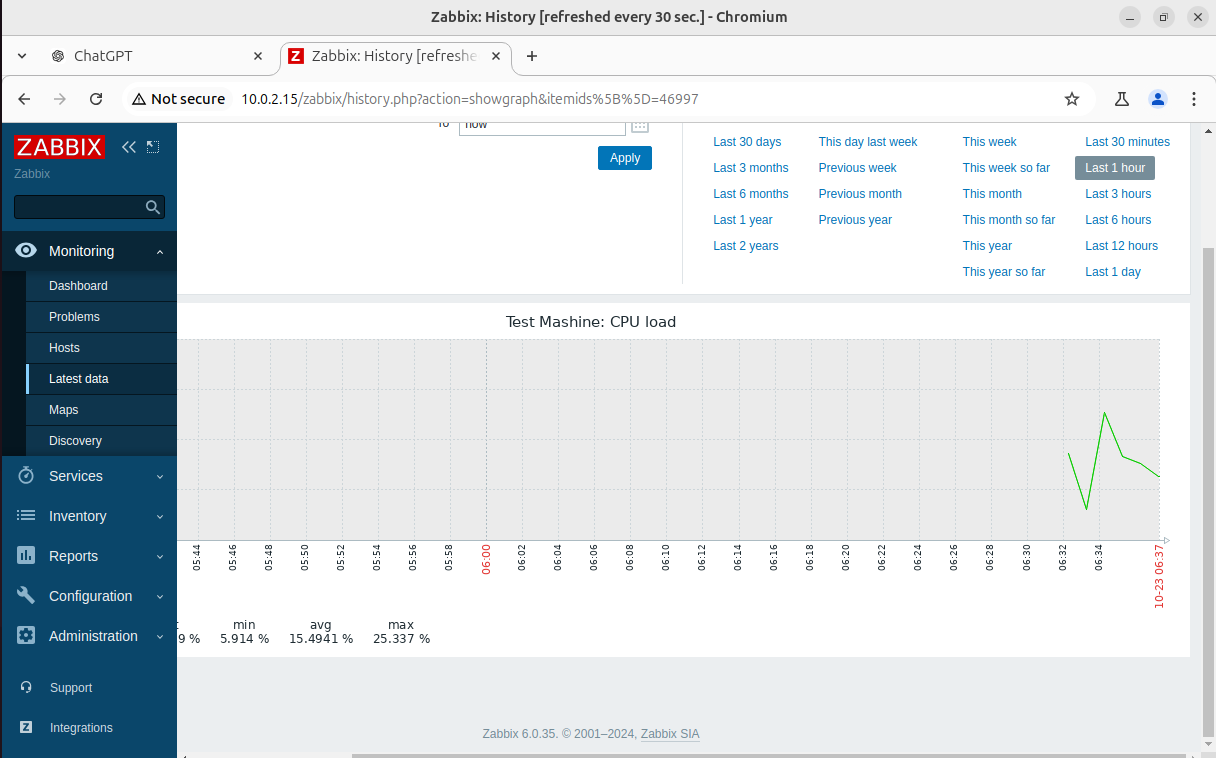 Zabbix: History [refreshed every 30 sec.] - Chromium
ChatGPT
Zabbix: History [refreshe
Not secure 10.0.2.15/zabbix/history.php?action=showgraph&itemids%5B%5D=46997
ZABBIX
Zabbix
Monitoring
Dashboard
Problems
Hosts
Latest data
Maps
Discovery
Services
Inventory
Reports
Configuration
Administration
Support
Integrations
To now
Apply
Last 30 days This day last week This week Last 30 minutes
Last 3 months Previous week This week so far Last 1 hour
Last 6 months Previous month This month Last 3 hours
Last 1 year Previous year This month so far Last 6 hours
Last 2 years This year Last 12 hours
This year so far Last 1 day
Test Mashine: CPU load
05:44 05:46 05:48 05:50 05:52 05:54 05:56 05:58 06:00 06:02 06:04 06:06 06:08 06:10 06:12 06:14 06:16 06:18 06:20 06:22 06:24 06:26 06:28 06:30 06:32 06:34 10-23 06:37
min avg max
9 % 5.914 % 15.4941 % 25.337 %
Zabbix 6.0.35. © 2001–2024, Zabbix SIA